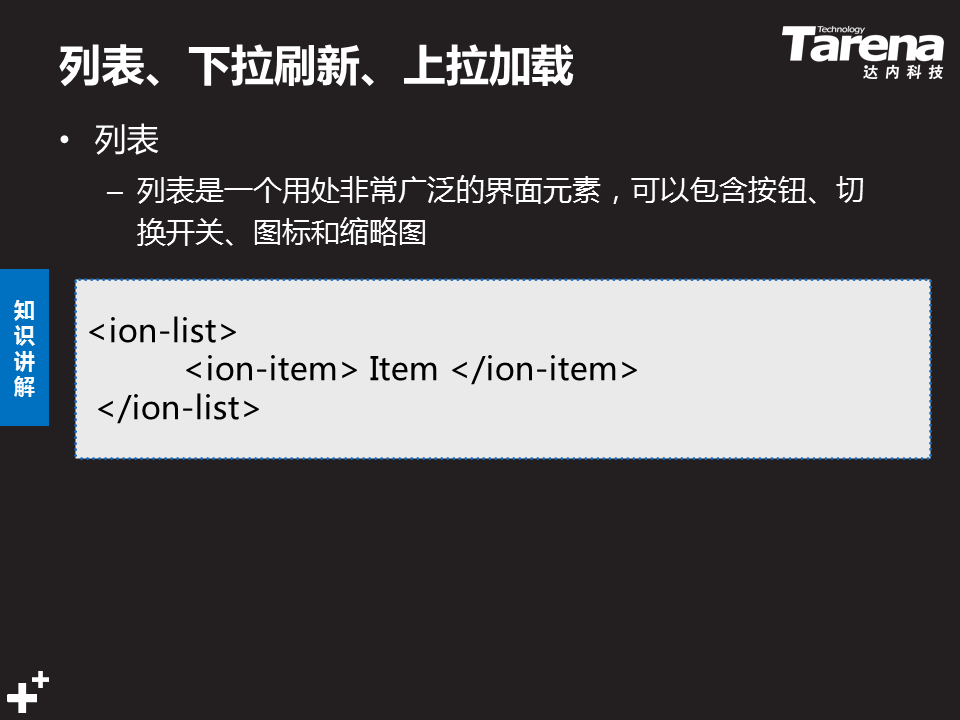 列表、下拉刷新、上拉加载
Technology
Tarena
达内科技
• 列表
– 列表是一个用处非常广泛的界面元素，可以包含按钮、切
换开关、图标和缩略图
知
识
讲
解
<ion-list>
<ion-item> Item </ion-item>
</ion-list>